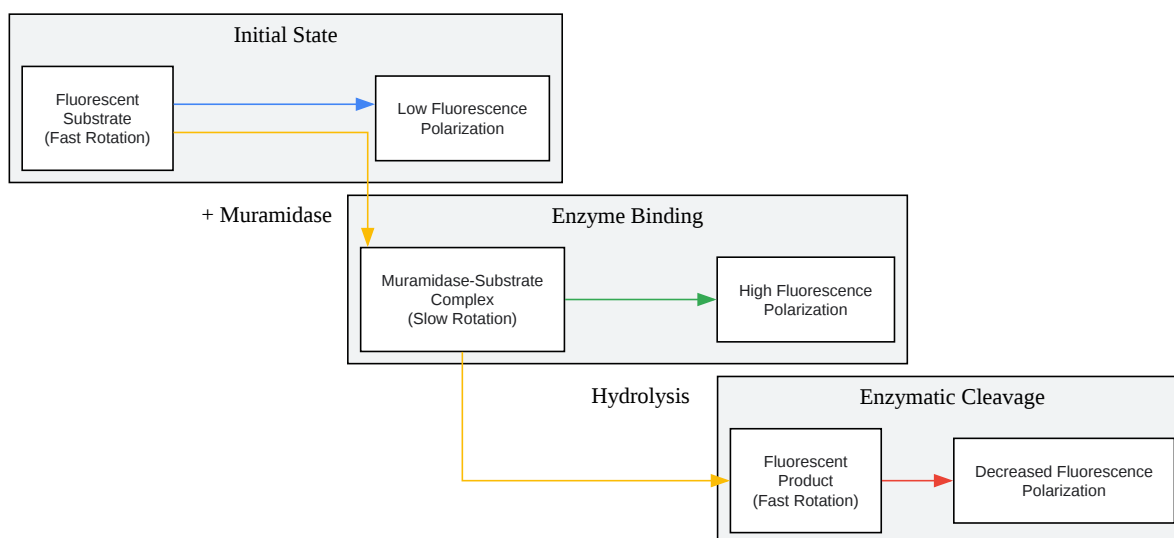 Initial State
Fluorescent
Substrate
(Fast Rotation)
Low Fluorescence
Polarization
+ Muramidase
Enzyme Binding
Muramidase-Substrate
Complex
(Slow Rotation)
High Fluorescence
Polarization
Hydrolysis
Enzymatic Cleavage
Fluorescent
Product
(Fast Rotation)
Decreased Fluorescence
Polarization